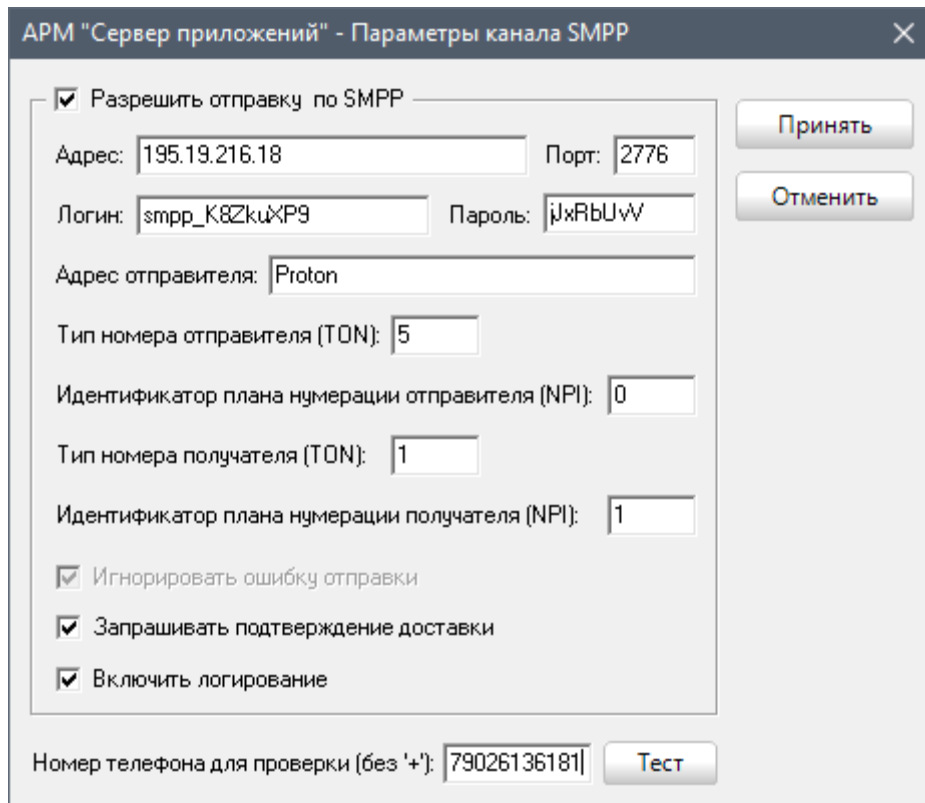 АРМ "Сервер приложений" - Параметры канала SMPP
Разрешить отправку по SMPP
Принять
Адрес: 195.19.216.18 Порт: 2776
Отменить
Логин: smpp_K8ZkuXP9 Пароль: jJxRbUvV
Адрес отправителя: Proton
Тип номера отправителя (TON): 5
Идентификатор плана нумерации отправителя (NPI): 0
Тип номера получателя (TON): 1
Идентификатор плана нумерации получателя (NPI): 1
Игнорировать ошибку отправки
Запрашивать подтверждение доставки
Включить логирование
Номер телефона для проверки (без '+'): 79026136181 Тест